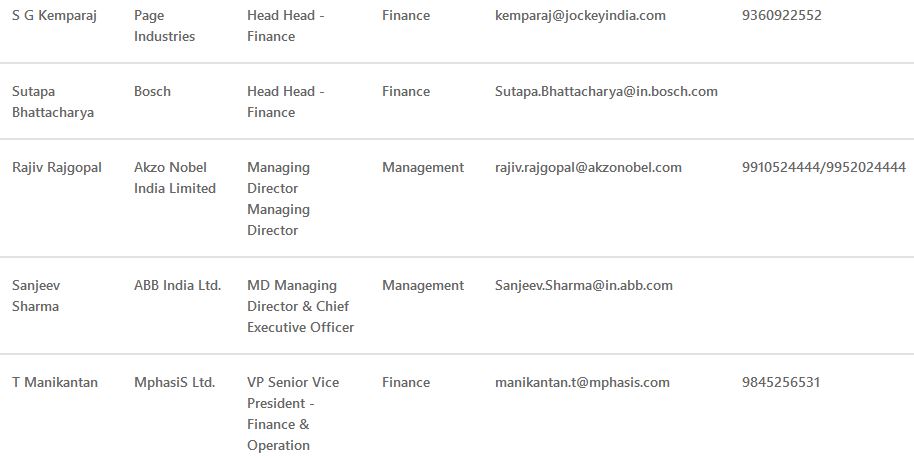 S G Kemparaj Page Head Head - Finance kemparaj@jockeyindia.com 9360922552
Industries Finance
Sutapa Bosch Head Head - Finance Sutapa.Bhattacharya@in.bosch.com
Bhattacharya Finance
Rajiv Rajgopal Akzo Nobel Managing Management rajiv.rajgopal@akzonobel.com 9910524444/9952024444
India Limited Director
Managing
Director
Sanjeev ABB India Ltd. MD Managing Management Sanjeev.Sharma@in.abb.com
Sharma Director & Chief
Executive Officer
T Manikantan MphasiS Ltd. VP Senior Vice Finance manikantan.t@mphasis.com 9845256531
President -
Finance &
Operation